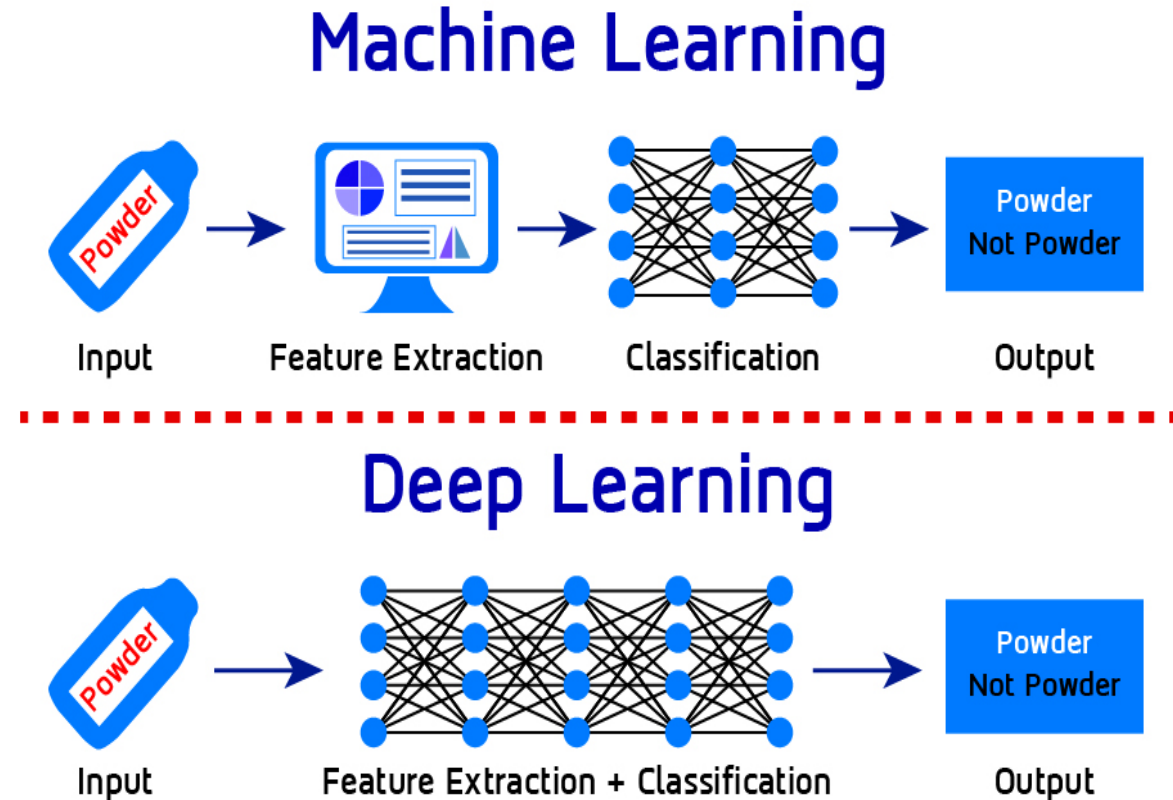 Machine Learning
Powder
Powder
Not Powder
Input
Feature Extraction
Classification
Output
Deep Learning
Powder
Powder
Not Powder
Input
Feature Extraction + Classification
Output